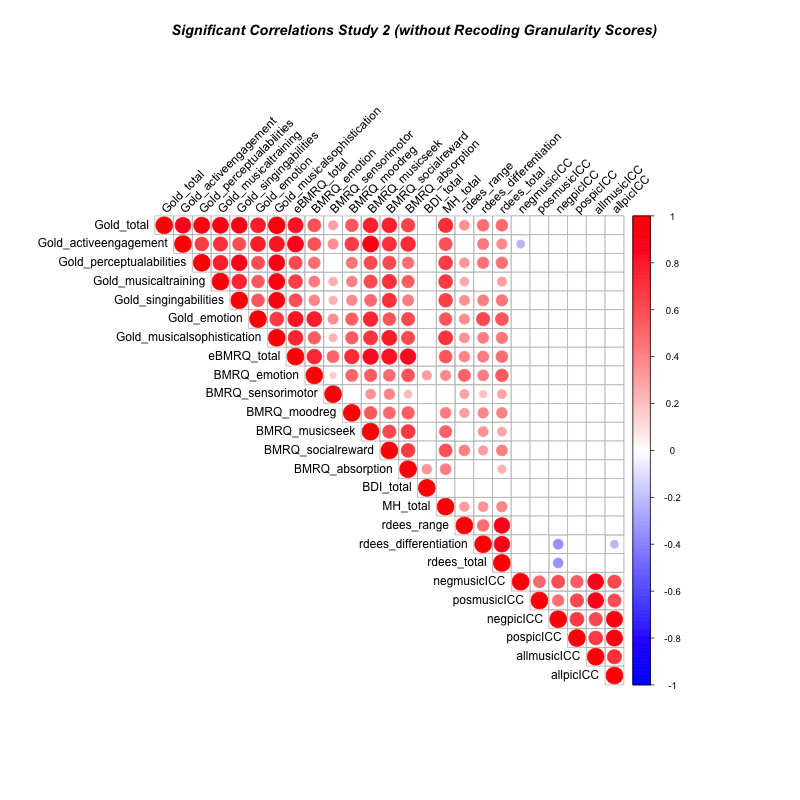 Significant Correlations Study 2 (without Recoding Granularity Scores)
Gold_total
Gold_activeengagement
Gold_perceptualabilities
Gold_musicaltraining
Gold_singingabilities
Gold_emotion
Gold_musicalsophistication
eBMRQ_total
BMRQ_emotion
BMRQ_sensorimotor
BMRQ_moodreg
BMRQ_musicseek
BMRQ_socialreward
BMRQ_absorption
BDI_total
MH_total
rdees_range
rdees_differentiation
rdees_total
negmusicICC
posmusicICC
negpicICC
pospicICC
allmusicICC
allpicICC
Gold_total
Gold_activeengagement
Gold_perceptualabilities
Gold_musicaltraining
Gold_singingabilities
Gold_emotion
Gold_musicalsophistication
eBMRQ_total
BMRQ_emotion
BMRQ_sensorimotor
BMRQ_moodreg
BMRQ_musicseek
BMRQ_socialreward
BMRQ_absorption
BDI_total
MH_total
rdees_range
rdees_differentiation
rdees_total
negmusicICC
posmusicICC
negpicICC
pospicICC
allmusicICC
allpicICC
1
0.8
0.6
0.4
0.2
0
-0.2
-0.4
-0.6
-0.8
-1